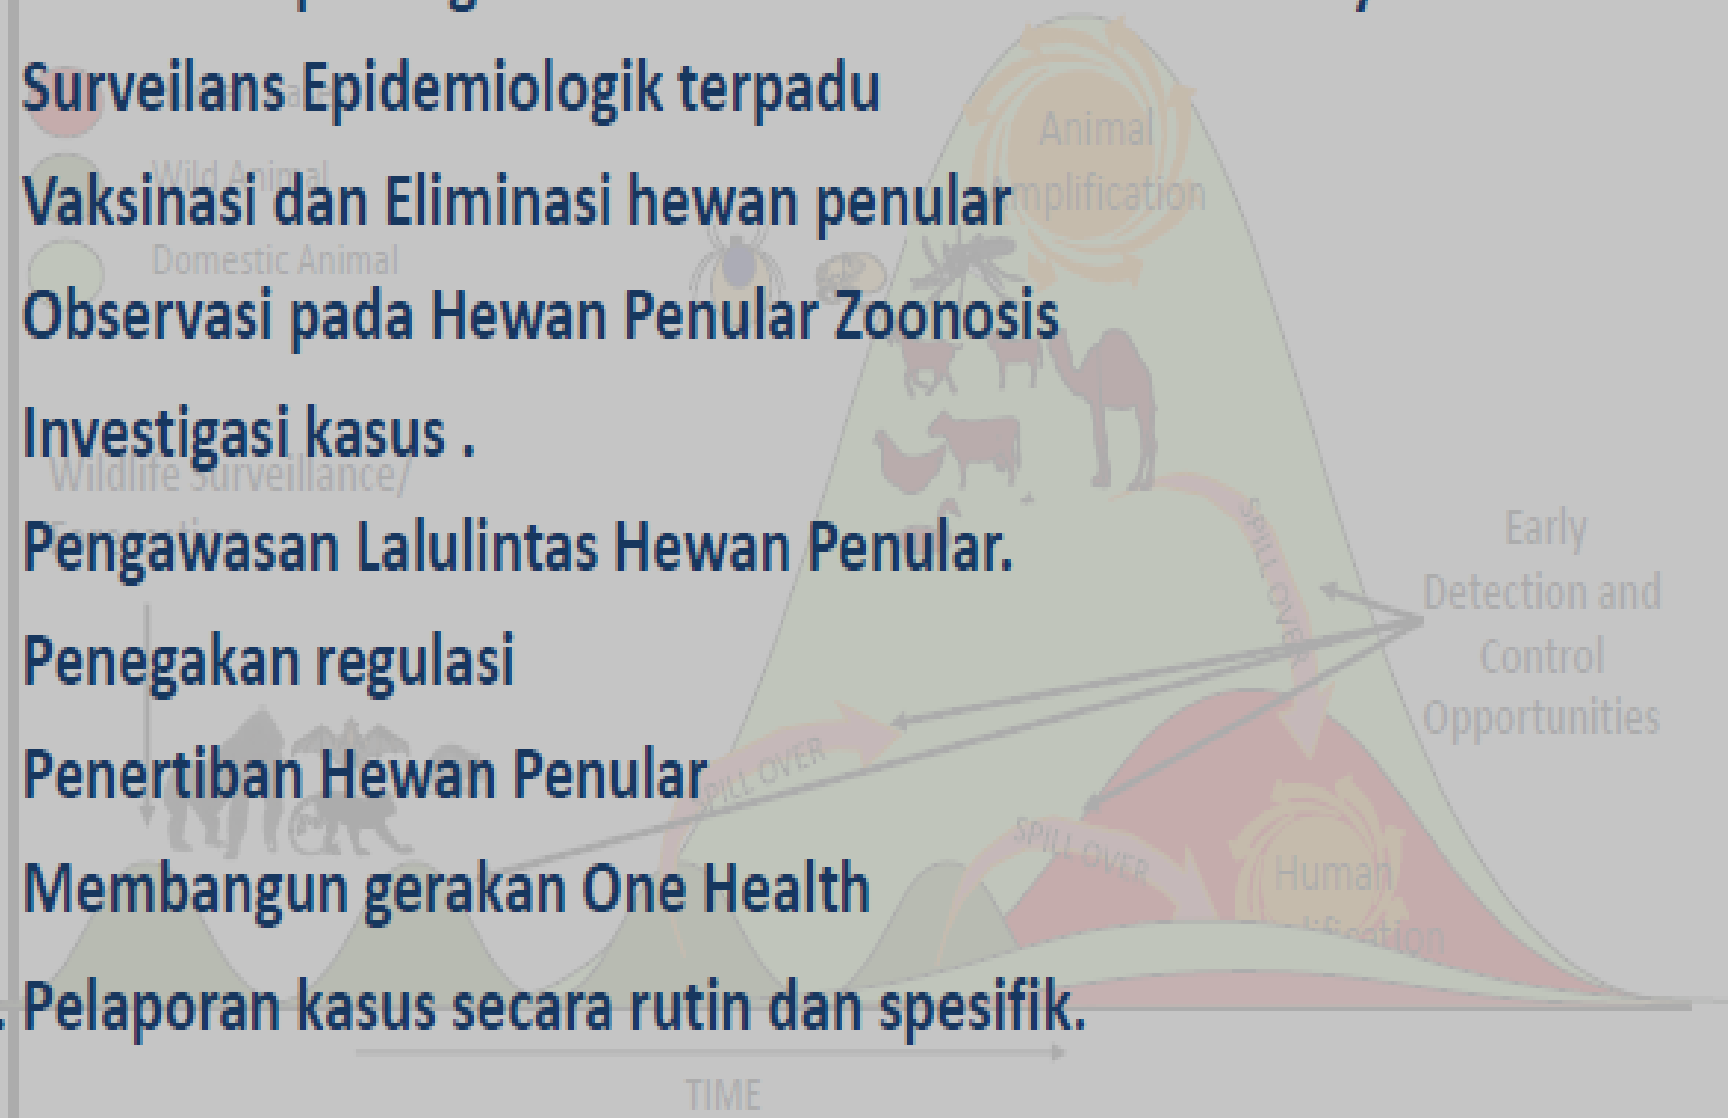 Surveilans Epidemiologik terpadu
Vaksinasi dan Eliminasi hewan penular
Observasi pada Hewan Penular Zoonosis
Investigasi kasus .
Pengawasan Lalulintas Hewan Penular.
Penegakan regulasi
Penertiban Hewan Penular
Membangun gerakan One Health
. Pelaporan kasus secara rutin dan spesifik.
Wild Animal
Domestic Animal
Wildlife Surveillance/
Animal
Amplification
SPILL OVER
SPILL OVER
SPILL OVER
Early
Detection and
Control
Opportunities
Human
TIME